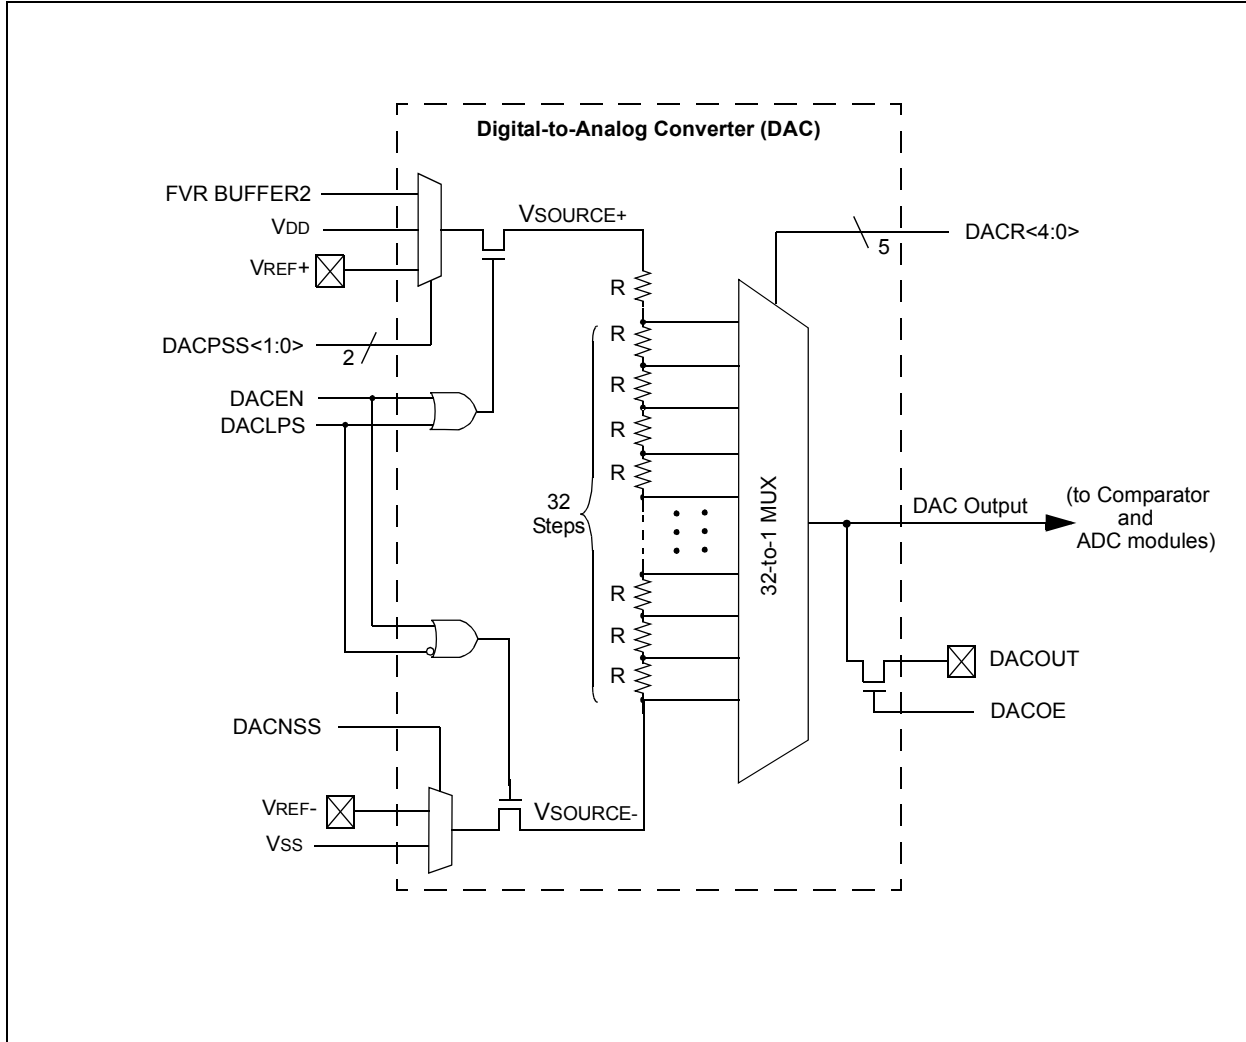 Digital-to-Analog Converter (DAC)
FVR BUFFER2
VDD
VREF+
DACPSS<1:0>
2
DACEN
DACLPS
VSOURCE+
R
R
R
R
R
32
Steps
R
R
R
32-to-1 MUX
5
DACR<4:0>
DAC Output
(to Comparator
and
ADC modules)
DACOUT
DACOE
DACNSS
VREF-
VSS
VSOURCE-